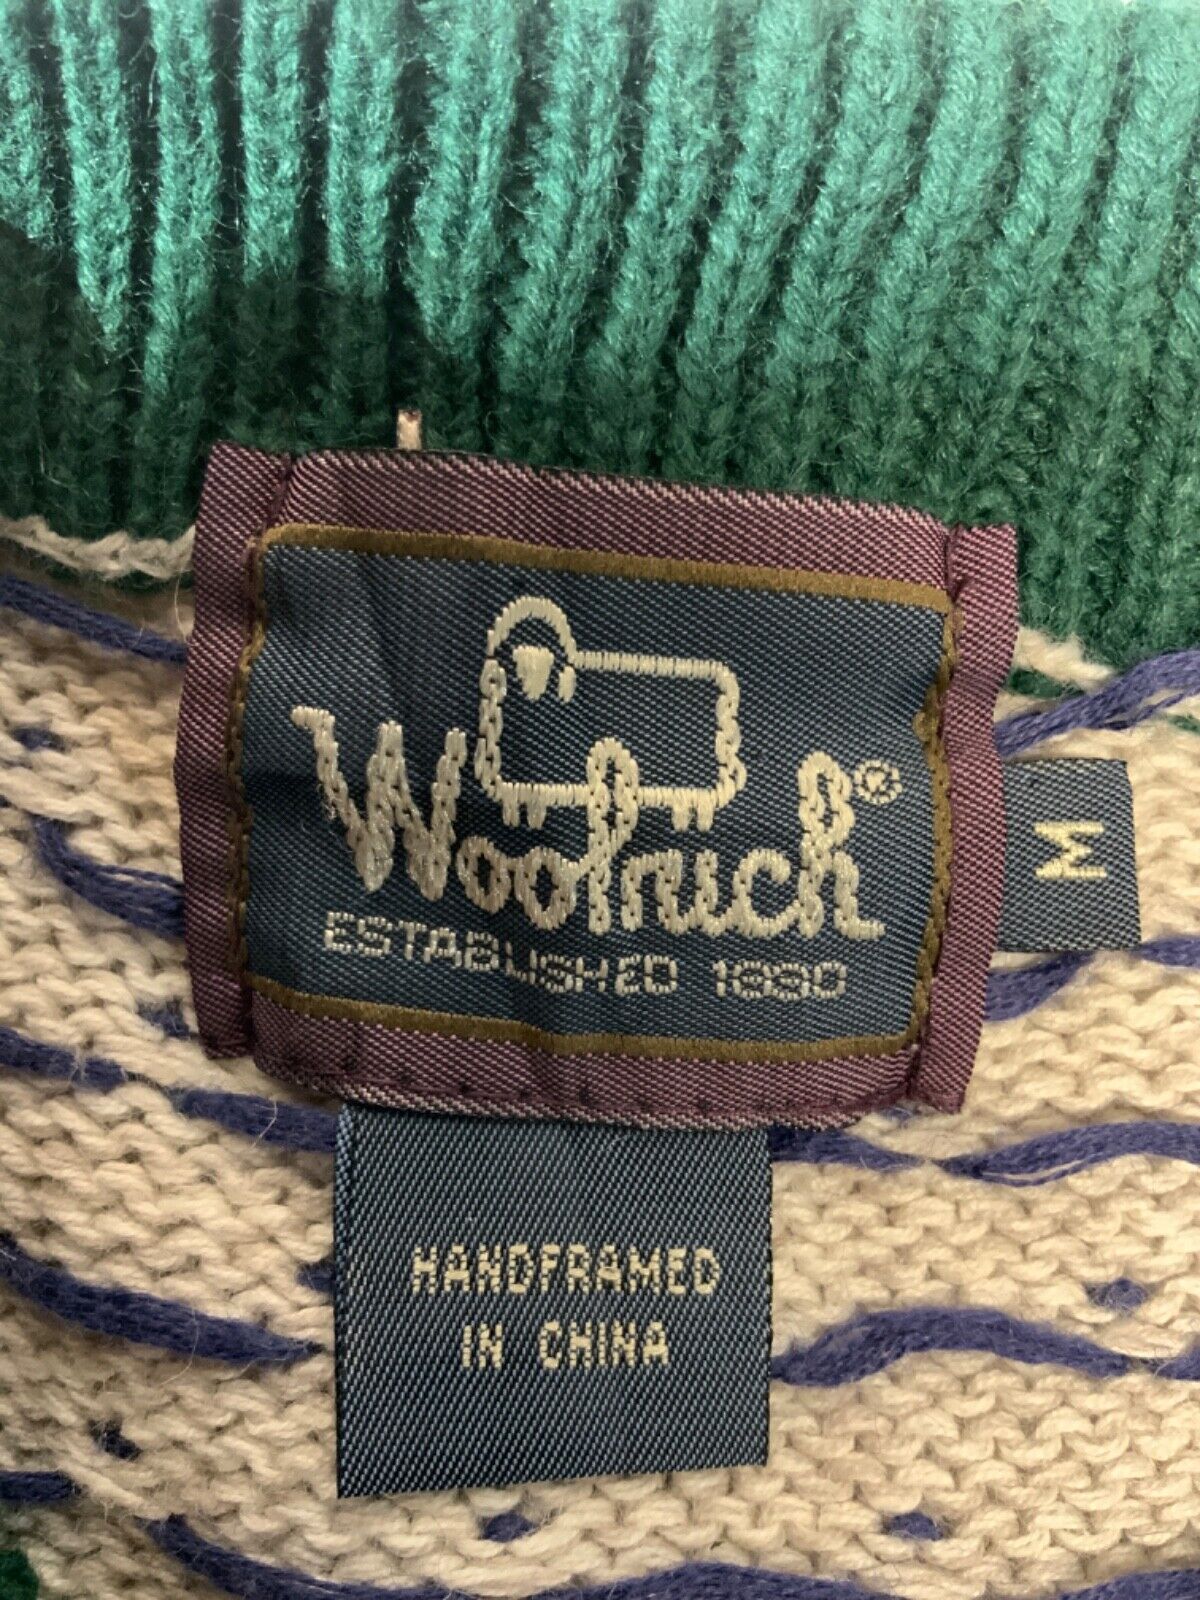 Woolrich®
ESTABLISHED 1830
M
HANDFRAMED
IN CHINA